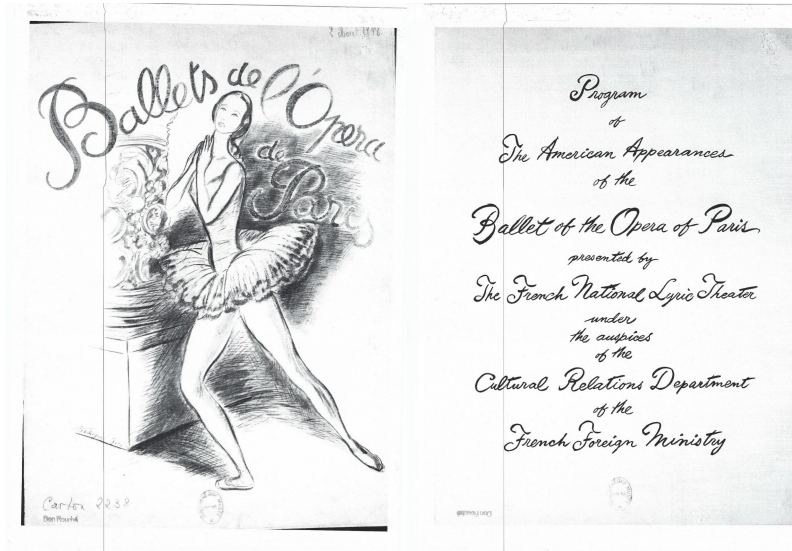 Ballets de l'Opéra
de
Paris
Carton 2238
Program
of
The American Appearances
of the
Ballet of the Opera of Paris
presented by
The French National Lyric Theater
under
the auspices
of the
Cultural Relations Department
of the
French Foreign Ministry